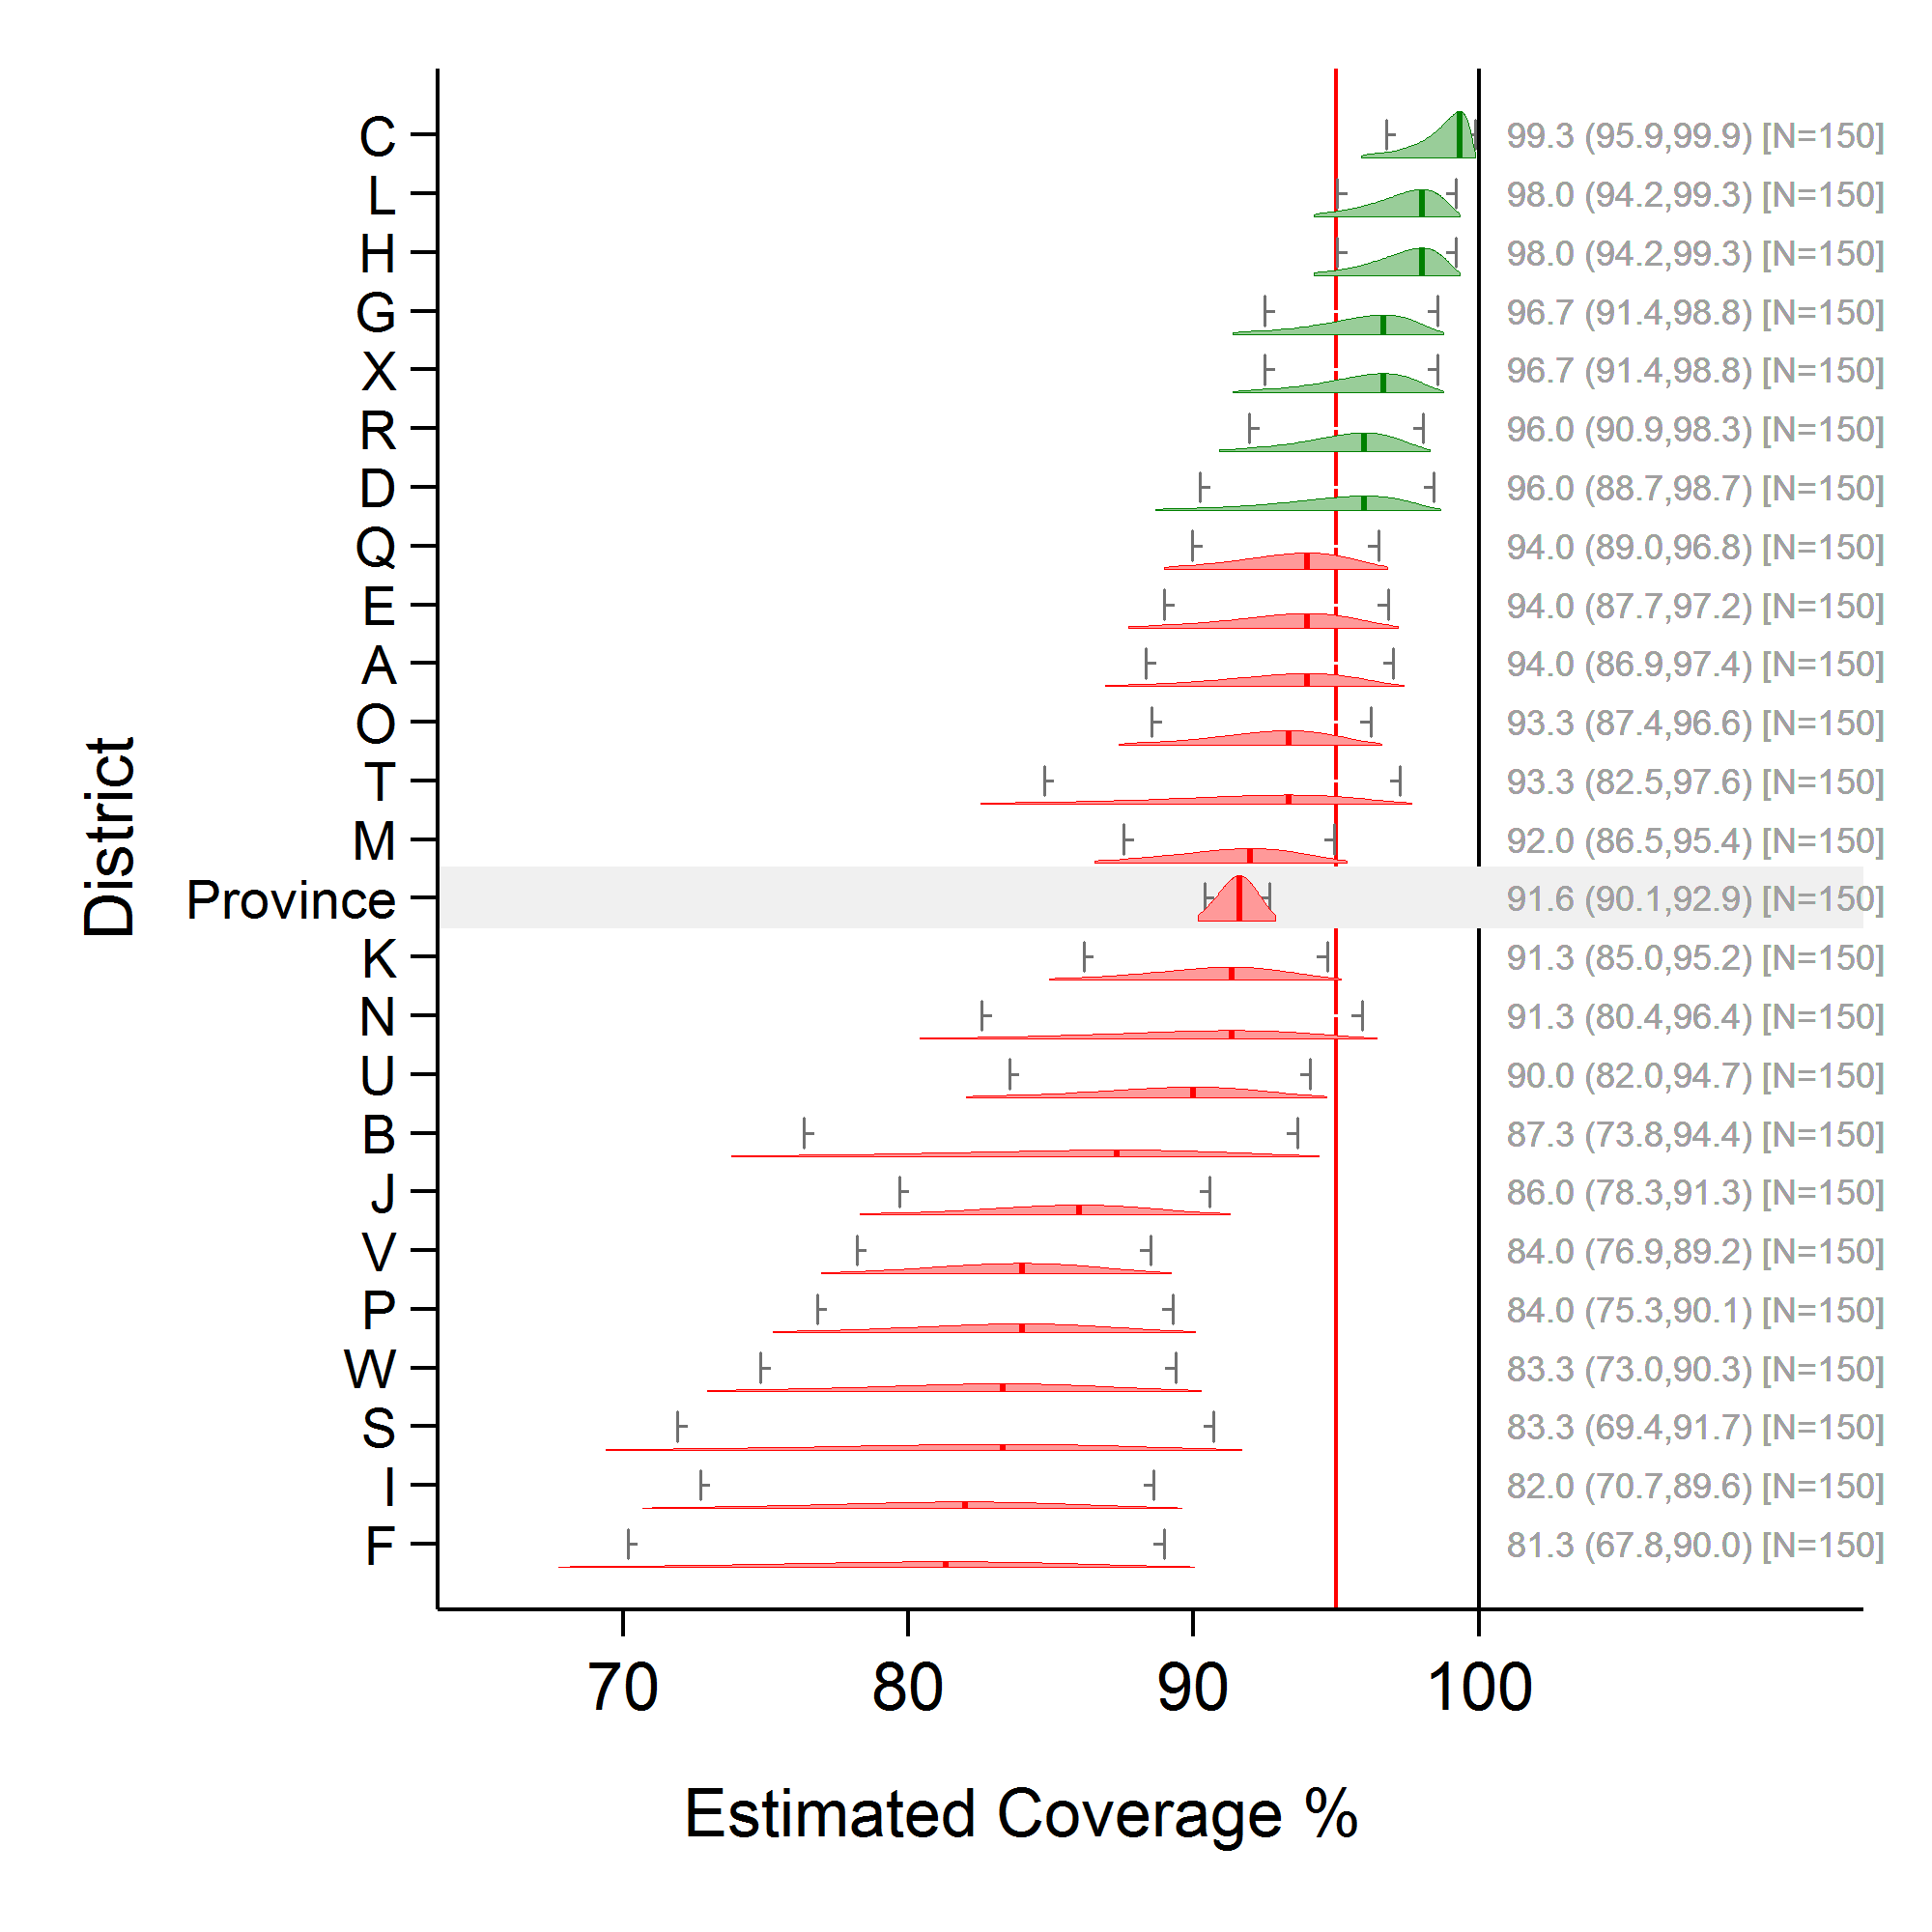 C 99.3 (95.9,99.9) [N=150]
L 98.0 (94.2,99.3) [N=150]
H 98.0 (94.2,99.3) [N=150]
G 96.7 (91.4,98.8) [N=150]
X 96.7 (91.4,98.8) [N=150]
R 96.0 (90.9,98.3) [N=150]
D 96.0 (88.7,98.7) [N=150]
Q 94.0 (89.0,96.8) [N=150]
E 94.0 (87.7,97.2) [N=150]
A 94.0 (86.9,97.4) [N=150]
O 93.3 (87.4,96.6) [N=150]
T 93.3 (82.5,97.6) [N=150]
M 92.0 (86.5,95.4) [N=150]
Province 91.6 (90.1,92.9) [N=150]
K 91.3 (85.0,95.2) [N=150]
N 91.3 (80.4,96.4) [N=150]
U 90.0 (82.0,94.7) [N=150]
B 87.3 (73.8,94.4) [N=150]
J 86.0 (78.3,91.3) [N=150]
V 84.0 (76.9,89.2) [N=150]
P 84.0 (75.3,90.1) [N=150]
W 83.3 (73.0,90.3) [N=150]
S 83.3 (69.4,91.7) [N=150]
I 82.0 (70.7,89.6) [N=150]
F 81.3 (67.8,90.0) [N=150]
District
70 80 90 100
Estimated Coverage %